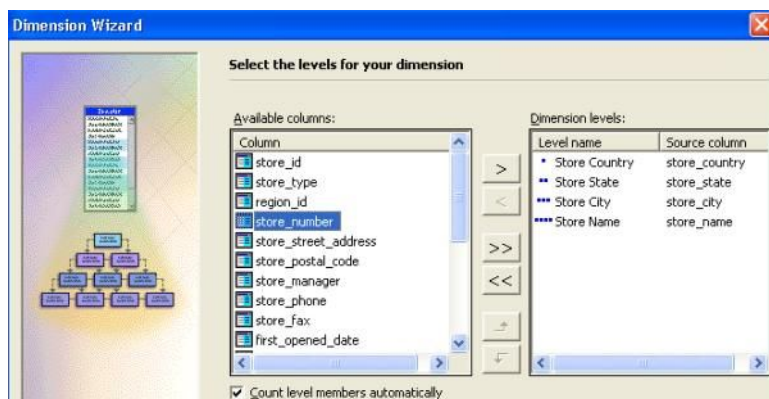 Dimension Wizard
Select the levels for your dimension
Available columns:
Column
store_id
store_type
region_id
store_number
store_street_address
store_postal_code
store_manager
store_phone
store_fax
first_opened_date
>
<
>>
<<
Dimension levels:
Level name Source column
Store Country store_country
Store State store_state
Store City store_city
Store Name store_name
Count level members automatically